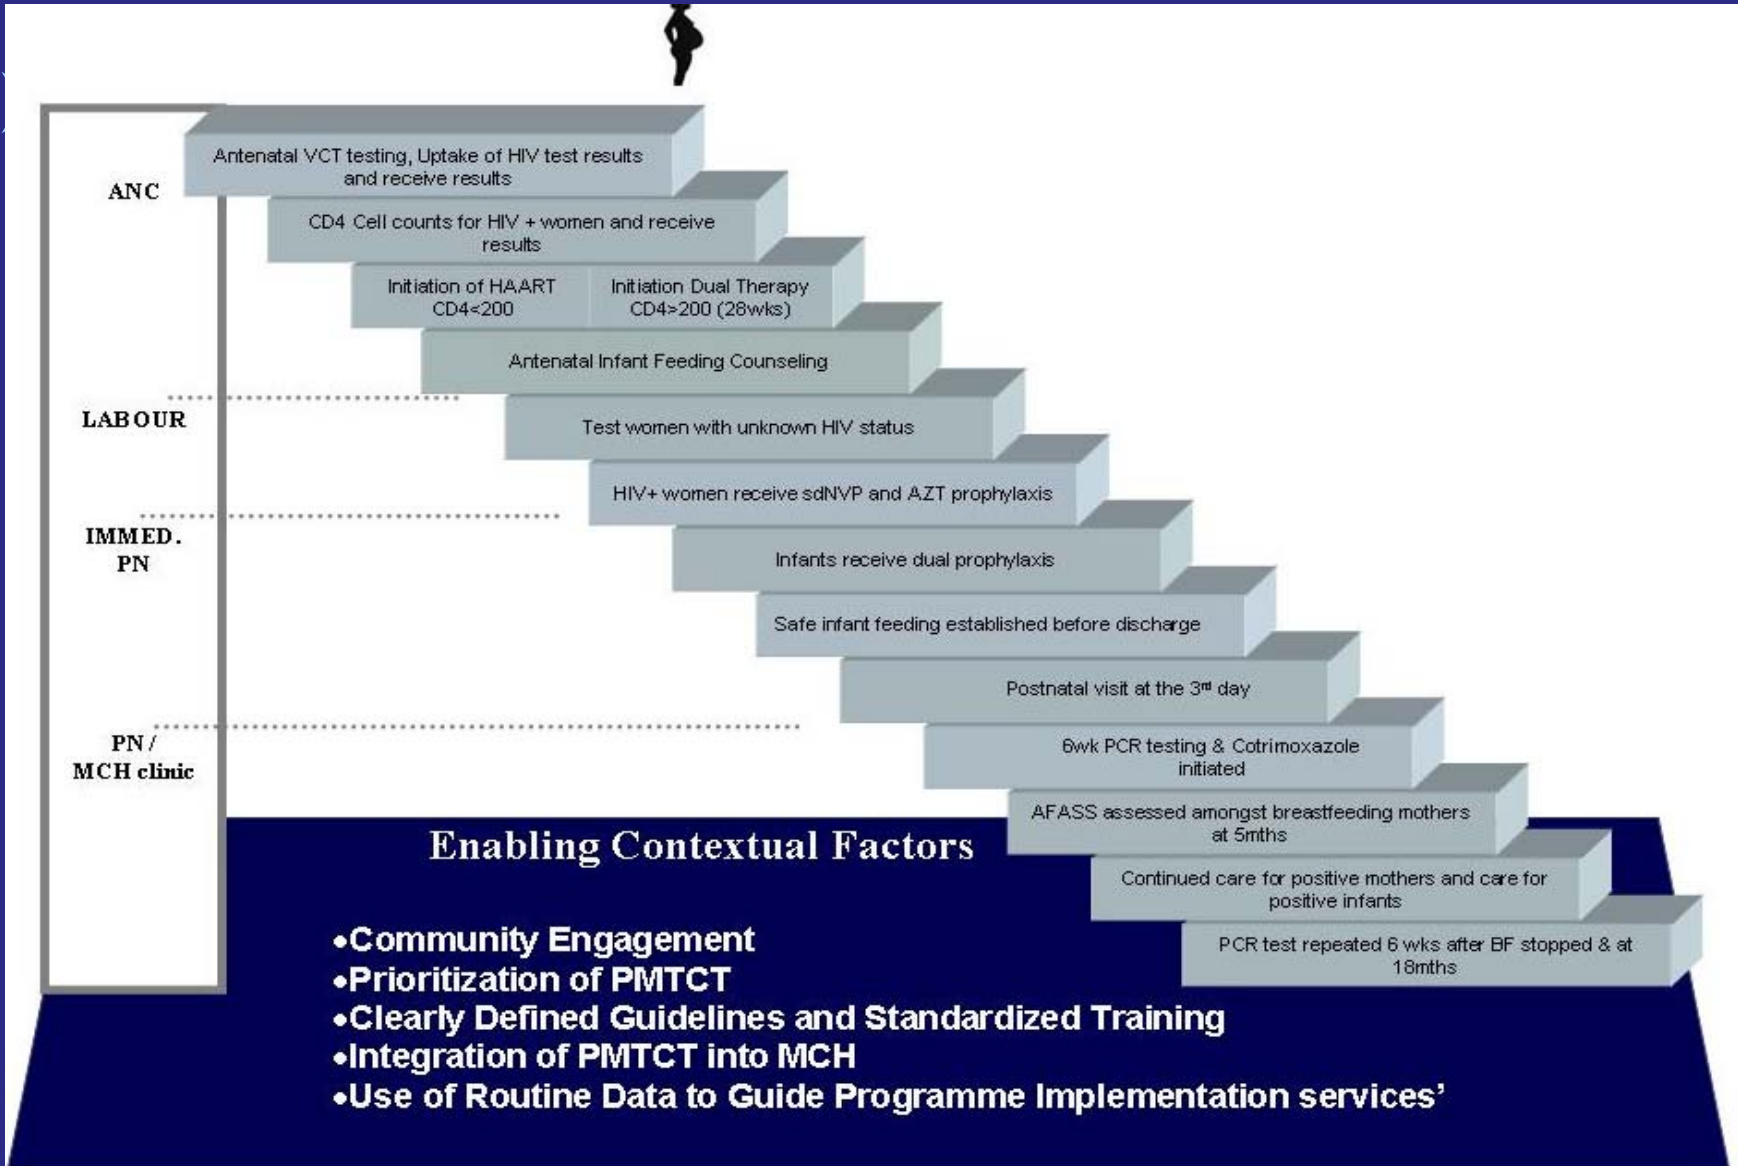 ANC
Antenatal VCT testing, Uptake of HIV test results
and receive results
CD4 Cell counts for HIV + women and receive
results
Initiation of HAART
CD4<200
Initiation Dual Therapy
CD4>200 (28wks)
Antenatal Infant Feeding Counseling
LABOUR
Test women with unknown HIV status
HIV+ women receive sdNVP and AZT prophylaxis
IMMED.
PN
Infants receive dual prophylaxis
Safe infant feeding established before discharge
Postnatal visit at the 3rd day
PN /
MCH clinic
6wk PCR testing & Cotrimoxazole
initiated
AFASS assessed amongst breastfeeding mothers
at 5mths
Continued care for positive mothers and care for
positive infants
PCR test repeated 6 wks after BF stopped & at
18mths
Enabling Contextual Factors
•Community Engagement
•Prioritization of PMTCT
•Clearly Defined Guidelines and Standardized Training
•Integration of PMTCT into MCH
•Use of Routine Data to Guide Programme Implementation services’